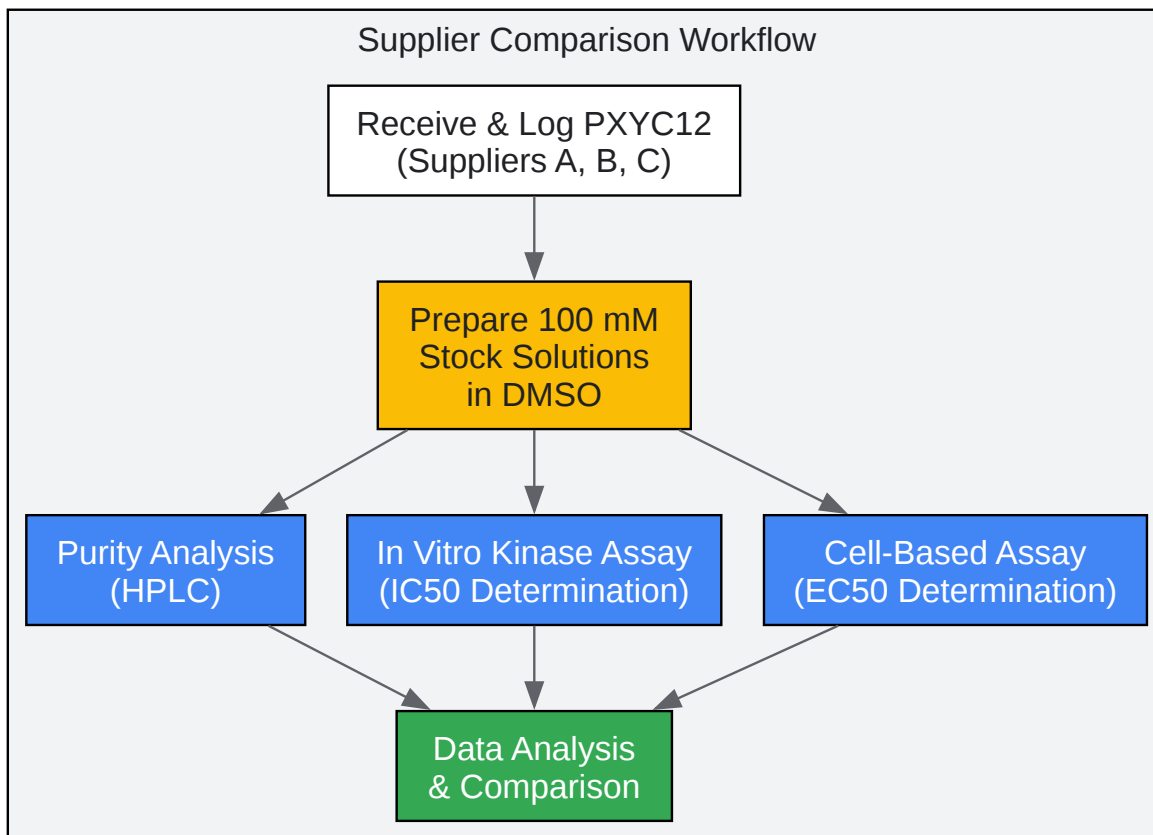 Supplier Comparison Workflow
Receive & Log PXYC12
(Suppliers A, B, C)
Prepare 100 mM
Stock Solutions
in DMSO
Purity Analysis
(HPLC)
In Vitro Kinase Assay
(IC50 Determination)
Cell-Based Assay
(EC50 Determination)
Data Analysis
& Comparison